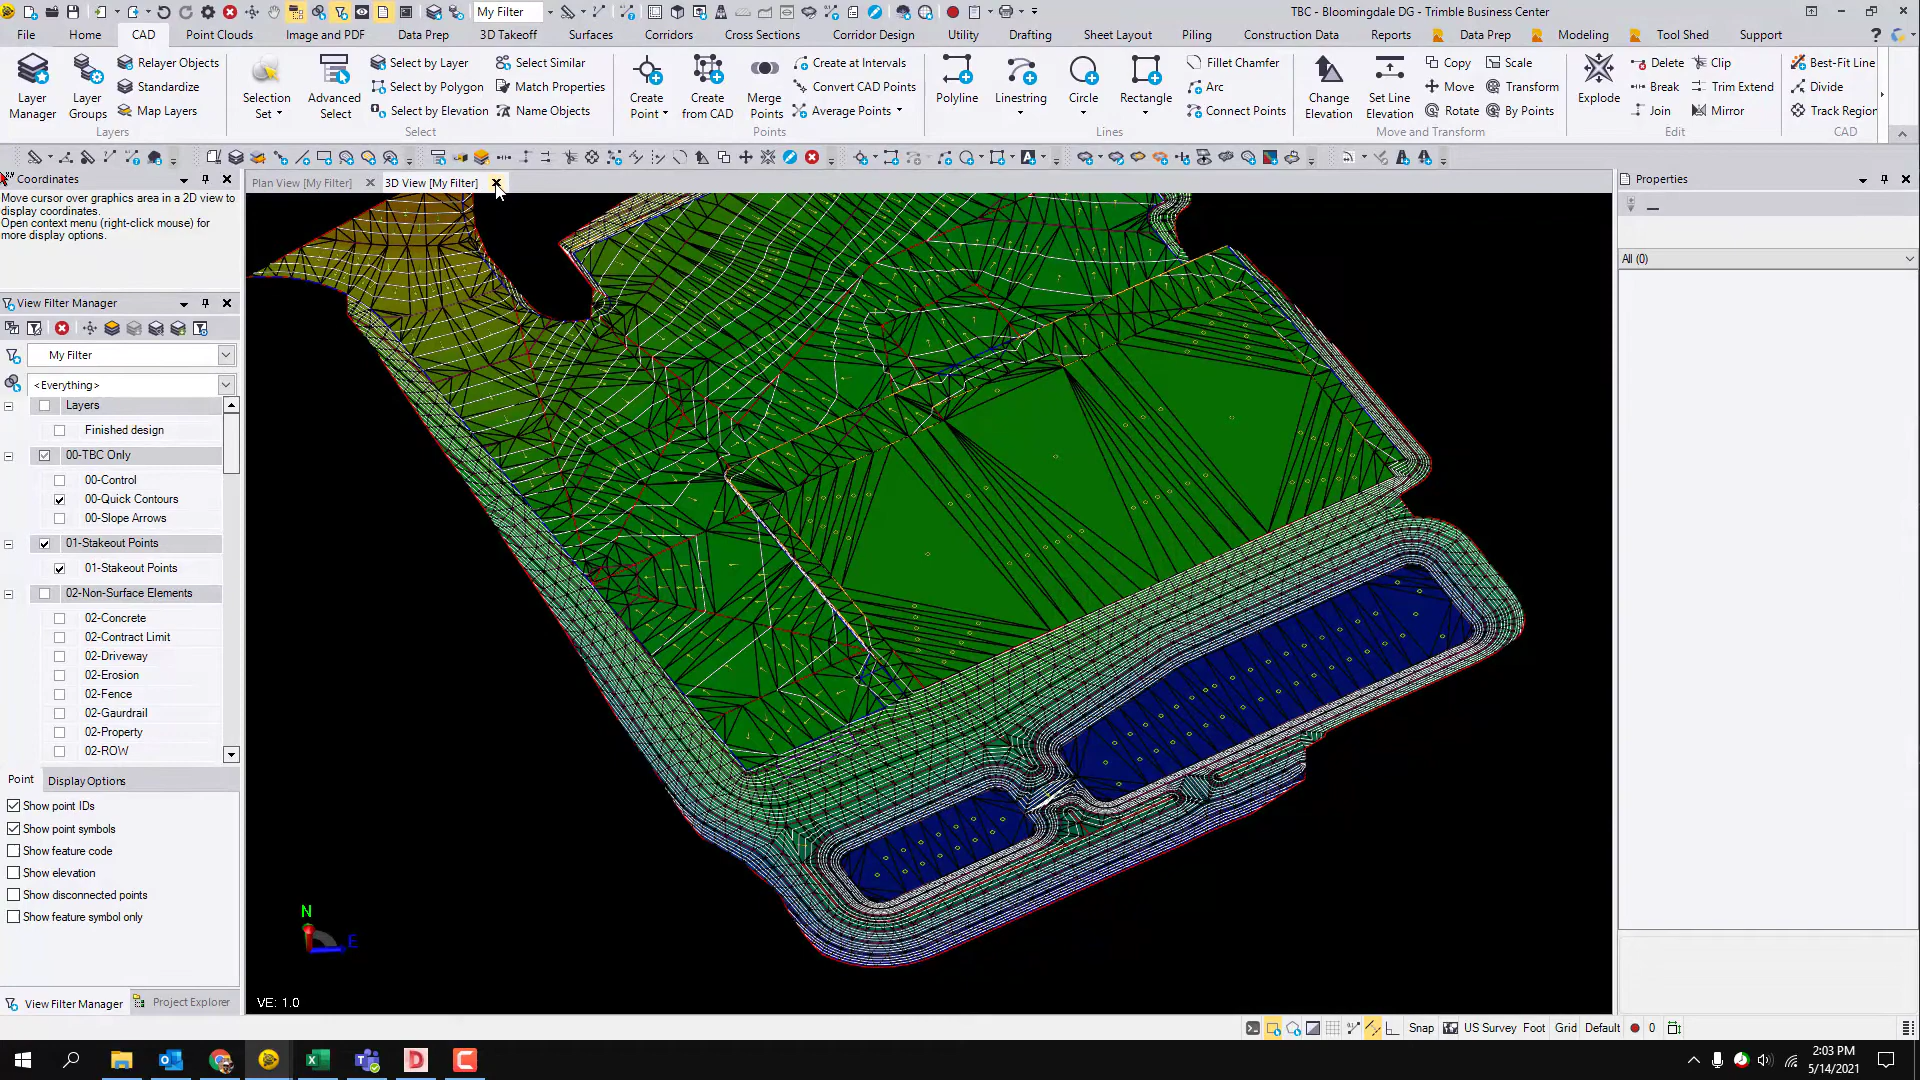 My Filter
TBC - Bloomingdale DG - Trimble Business Center
File Home CAD Point Clouds Image and PDF Data Prep 3D Takeoff Surfaces Corridors Cross Sections Corridor Design Utility Drafting Sheet Layout Piling Construction Data Reports Data Prep Modeling Tool Shed Support
Layer Manager
Layer Groups
Relayer Objects
Standardize
Map Layers
Layers
Selection Set
Advanced Select
Select by Layer
Select by Polygon
Select by Elevation
Select Similar
Match Properties
Name Objects
Select
Create Point
Create from CAD
Merge Points
Create at Intervals
Convert CAD Points
Average Points
Points
Polyline
Linestring
Circle
Rectangle
Fillet Chamfer
Arc
Connect Points
Lines
Change Elevation
Set Line Elevation
Copy
Move
Rotate
Scale
Transform
By Points
Move and Transform
Explode
Delete
Break
Join
Clip
Trim Extend
Mirror
Edit
Best-Fit Line
Divide
Track Region
CAD
Coordinates
Move cursor over graphics area in a 2D view to
display coordinates.
Open context menu (right-click mouse) for
more display options.
Plan View [My Filter]
3D View [My Filter]
Properties
All (0)
View Filter Manager
My Filter
<Everything>
Layers
Finished design
00-TBC Only
00-Control
00-Quick Contours
00-Slope Arrows
01-Stakeout Points
01-Stakeout Points
02-Non-Surface Elements
02-Concrete
02-Contract Limit
02-Driveway
02-Erosion
02-Fence
02-Gaurdrail
02-Property
02-ROW
Point Display Options
Show point IDs
Show point symbols
Show feature code
Show elevation
Show disconnected points
Show feature symbol only
View Filter Manager Project Explorer
N
E
VE: 1.0
Snap US Survey Foot Grid Default 0
2:03 PM
5/14/2021